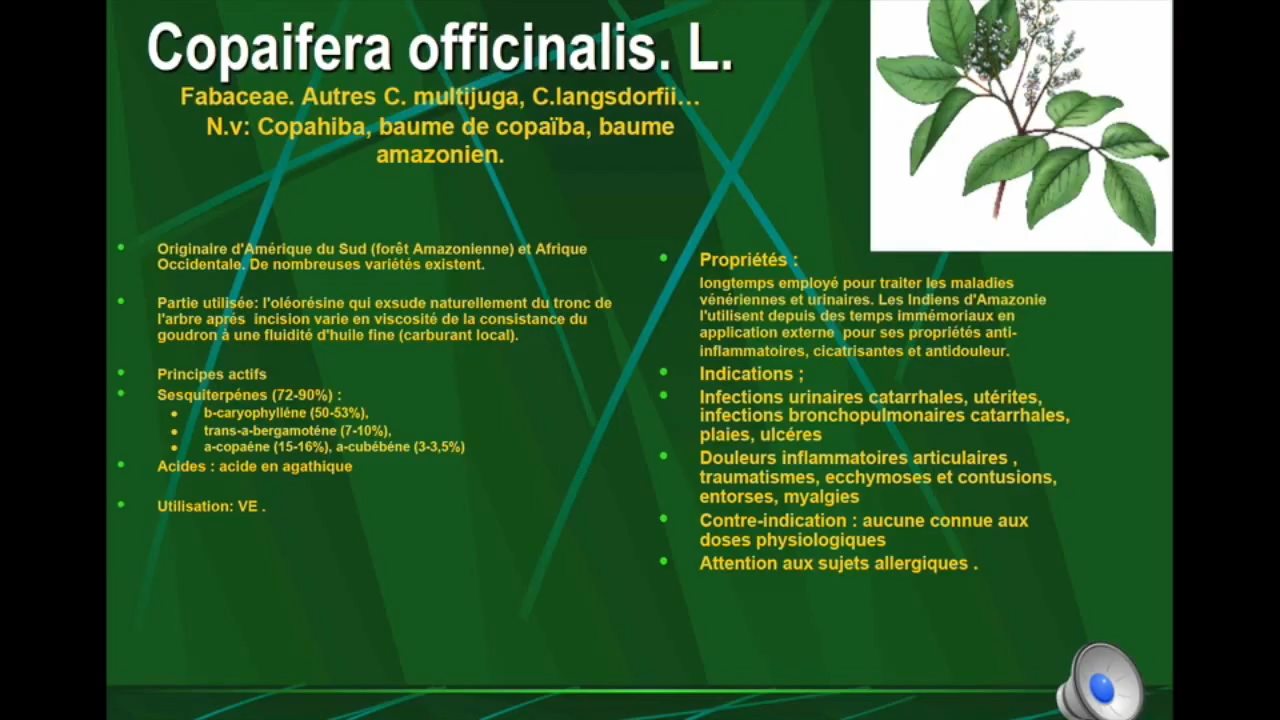 Copaifera officinalis. L.
Fabaceae. Autres C. multijuga, C.langsdorfii...
N.v: Copahiba, baume de copaïba, baume
amazonien.
Originaire d'Amérique du Sud (forêt Amazonienne) et Afrique
Occidentale. De nombreuses variétés existent.
Partie utilisée: l'oléorésine qui exsude naturellement du tronc de
l'arbre aprés incision varie en viscosité de la consistance du
goudron à une fluidité d'huile fine (carburant local).
Principes actifs
Sesquiterpénes (72-90%) :
b-caryophylléne (50-53%),
trans-a-bergamoténe (7-10%),
a-copaéne (15-16%), a-cubébéne (3-3,5%)
Acides : acide en agathique
Utilisation: VE .
Propriétés :
longtemps employé pour traiter les maladies
vénériennes et urinaires. Les Indiens d'Amazonie
l'utilisent depuis des temps immémoriaux en
application externe pour ses propriétés anti-
inflammatoires, cicatrisantes et antidouleur.
Indications ;
Infections urinaires catarrhales, utérites,
infections bronchopulmonaires catarrhales,
plaies, ulcéres
Douleurs inflammatoires articulaires ,
traumatismes, ecchymoses et contusions,
entorses, myalgies
Contre-indication : aucune connue aux
doses physiologiques
Attention aux sujets allergiques .